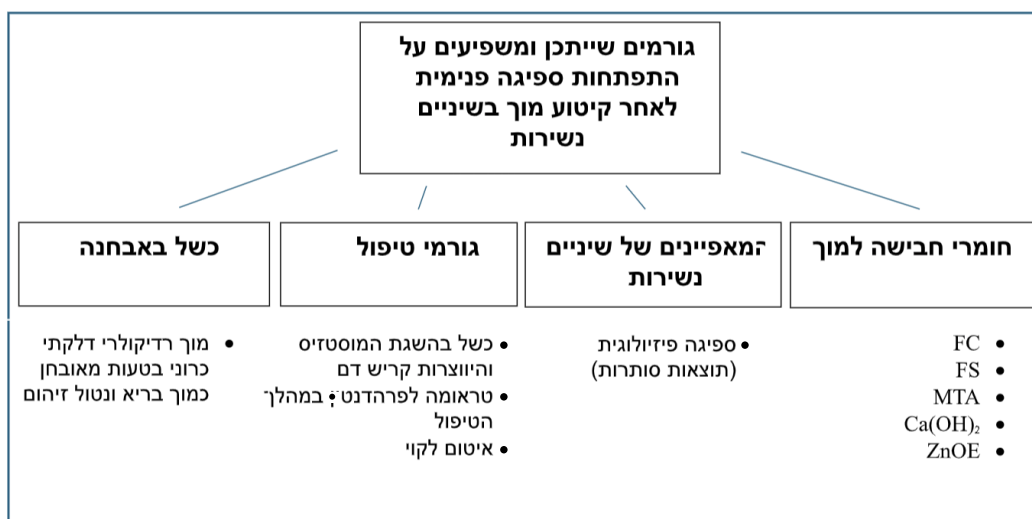 גורמים שייתכן ומשפיעים על
התפתחות ספיגה פנימית
לאחר קיטוע מוך בשיניים
נשירות
חומרי חבישה למוך
המאפיינים של שיניים
נשירות
גורמי טיפול
כשל באבחנה
• FC
• FS
• MTA
• Ca(OH)₂
• ZnOE
• ספיגה פיזיולוגית
(תוצאות סותרות)
• כשל בהשגת המוסטזיס
והיווצרות קריש דם
• טראומה במהלך
הטיפול
• איטום לקוי
• מוך רדיקולרי דלקתי
כרוני בטעות מאובחן
כמוך בריא ונטול זיהום